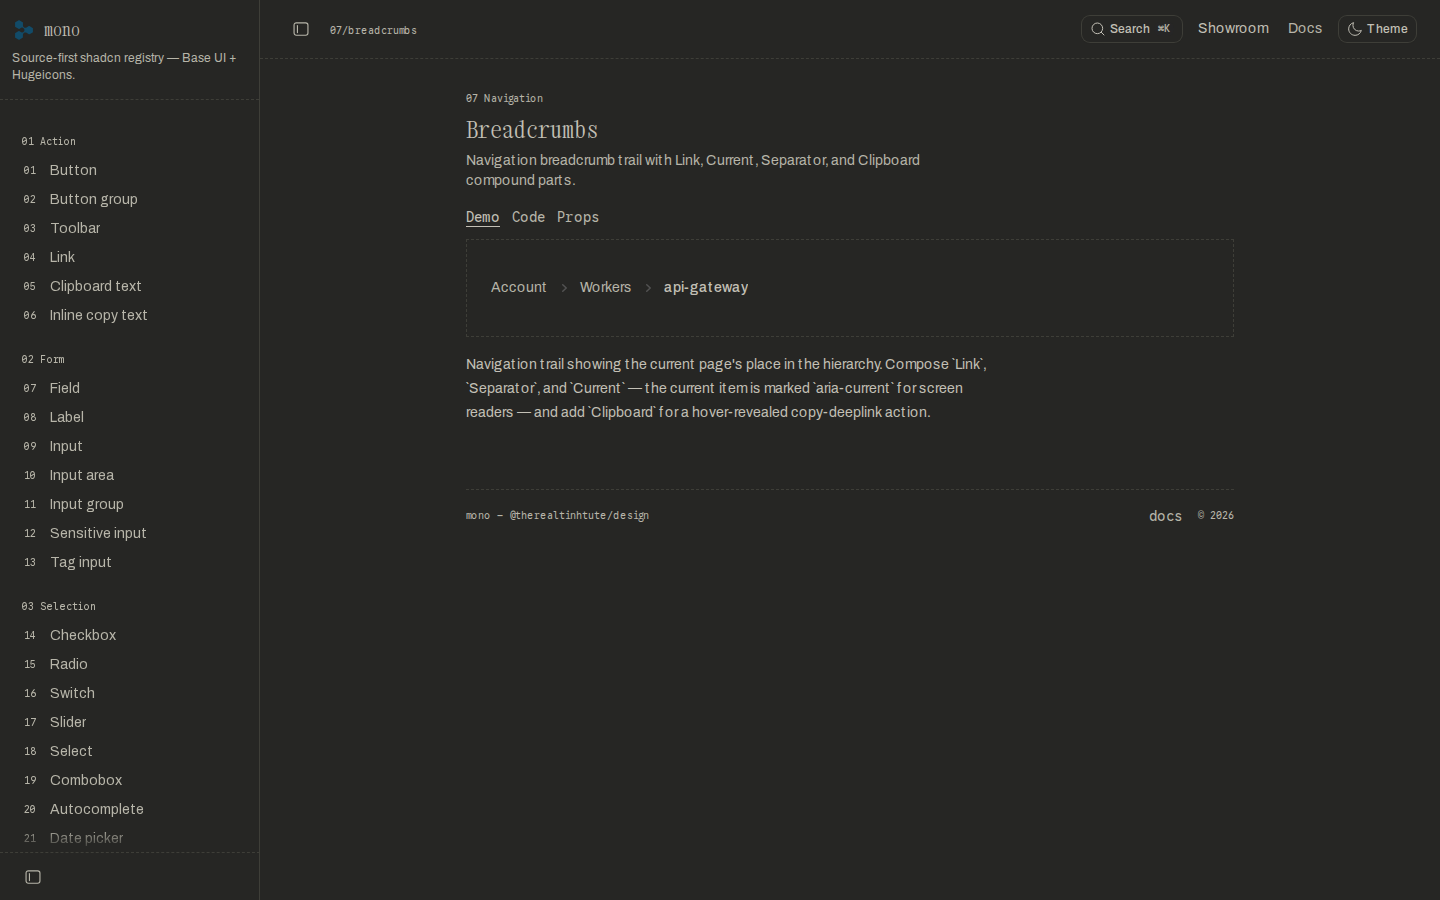 mono
Source-first shadcn registry — Base UI +
Hugeicons.
01 Action
01 Button
02 Button group
03 Toolbar
04 Link
05 Clipboard text
06 Inline copy text
02 Form
07 Field
08 Label
09 Input
10 Input area
11 Input group
12 Sensitive input
13 Tag input
03 Selection
14 Checkbox
15 Radio
16 Switch
17 Slider
18 Select
19 Combobox
20 Autocomplete
21 Date picker
07/breadcrumbs
Search ⌘K
Showroom
Docs
Theme
07 Navigation
Breadcrumbs
Navigation breadcrumb trail with Link, Current, Separator, and Clipboard
compound parts.
Demo Code Props
Account > Workers > api-gateway
Navigation trail showing the current page's place in the hierarchy. Compose `Link`,
`Separator`, and `Current` — the current item is marked `aria-current` for screen
readers — and add `Clipboard` for a hover-revealed copy-deeplink action.
mono — @therealtinhtute/design
docs
© 2026